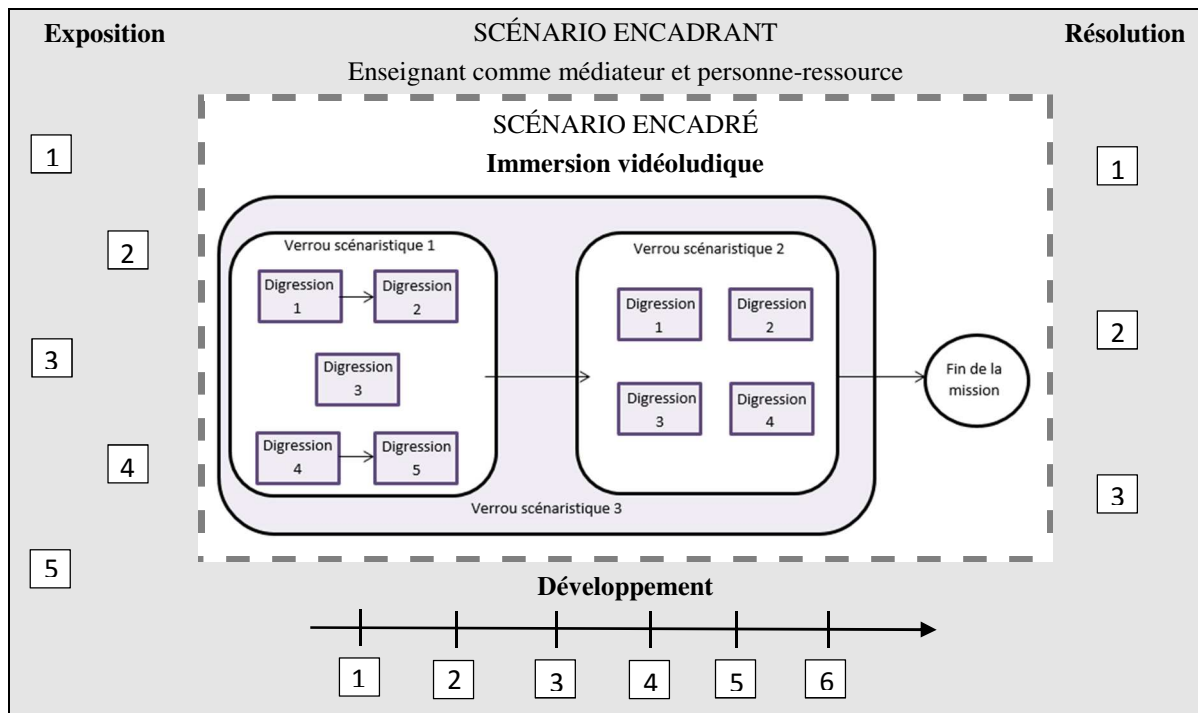 Exposition
SCÉNARIO ENCADRANT
Résolution
Enseignant comme médiateur et personne-ressource
1
2
3
4
5
SCÉNARIO ENCADRÉ
Immersion vidéoludique
Verrou scénaristique 1
Digression
1
Digression
2
Digression
3
Digression
4
Digression
5
Verrou scénaristique 2
Digression
1
Digression
2
Digression
3
Digression
4
Verrou scénaristique 3
Fin de la
mission
1
2
3
Développement
1
2
3
4
5
6